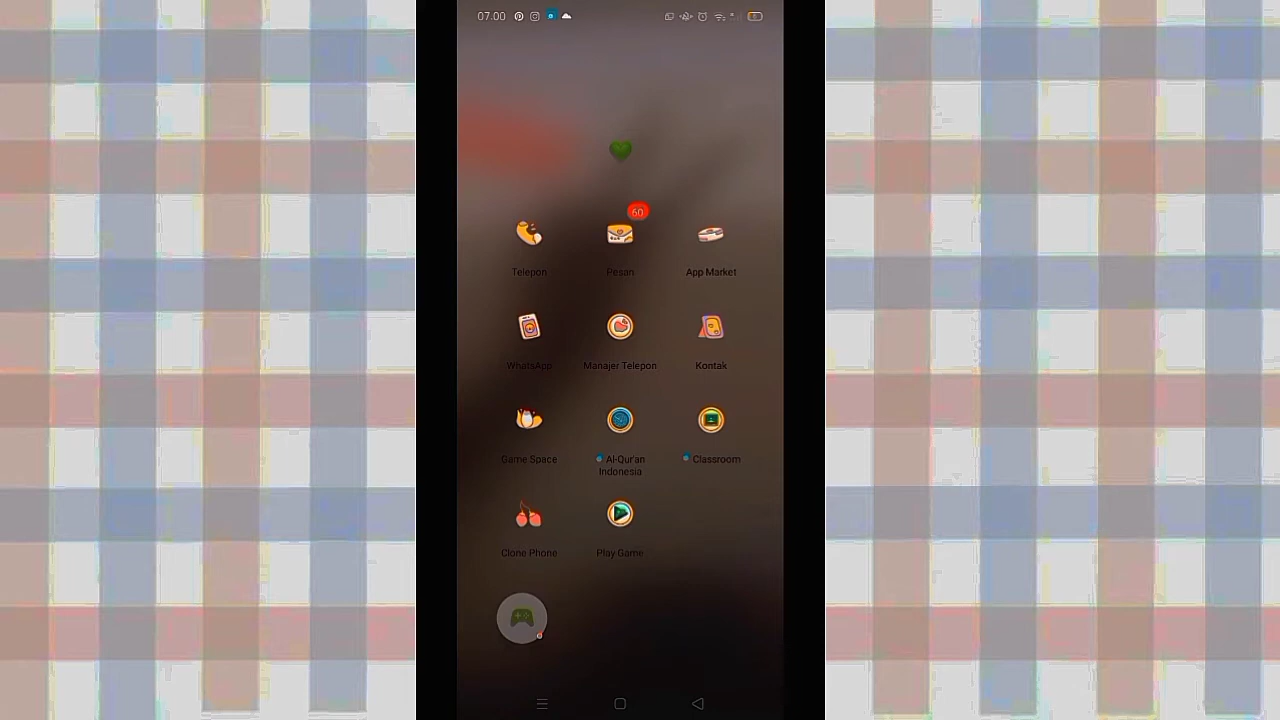 07.00
60
Telepon
Pesan
App Market
WhatsApp
Manajer Telepon
Kontak
Game Space
Al-Qur'an
Indonesia
Classroom
Clone Phone
Play Game